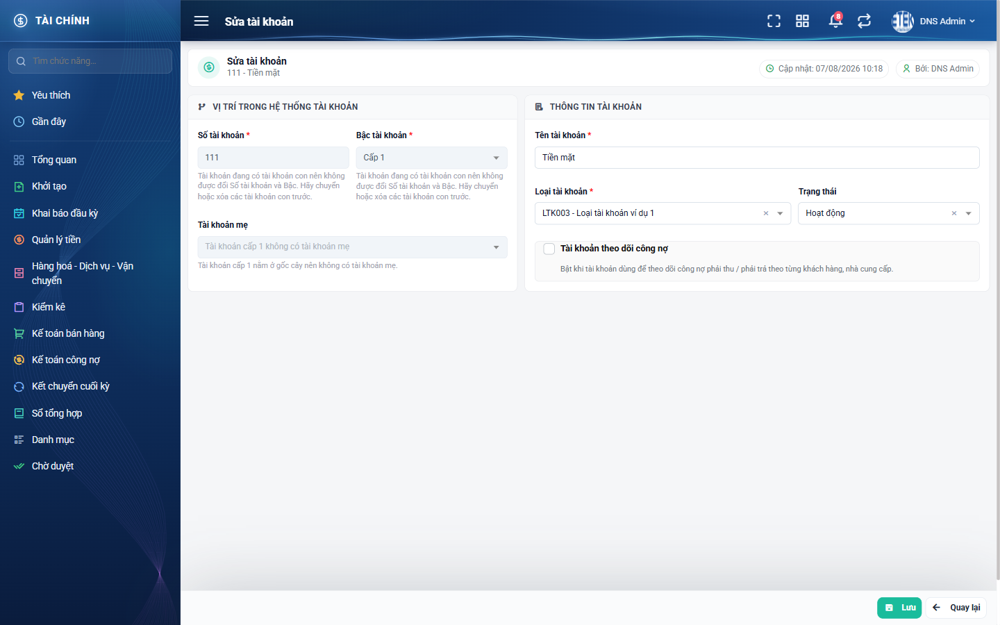 TÀI CHÍNH
Sửa tài khoản
8
DNS Admin
Tìm chức năng...
Yêu thích
Gần đây
Tổng quan
Khởi tạo
Khai báo đầu kỳ
Quản lý tiền
Hàng hoá - Dịch vụ - Vận
chuyển
Kiểm kê
Kế toán bán hàng
Kế toán công nợ
Kết chuyển cuối kỳ
Sổ tổng hợp
Danh mục
Chờ duyệt
Sửa tài khoản
111 - Tiền mặt
Cập nhật: 07/08/2026 10:18
Bởi: DNS Admin
VỊ TRÍ TRONG HỆ THỐNG TÀI KHOẢN
Số tài khoản *
Bậc tài khoản *
111
Cấp 1
Tài khoản đang có tài khoản con nên không
được đổi Số tài khoản và Bậc. Hãy chuyển
hoặc xóa các tài khoản con trước.
Tài khoản đang có tài khoản con nên không
được đổi Số tài khoản và Bậc. Hãy chuyển
hoặc xóa các tài khoản con trước.
Tài khoản mẹ
Tài khoản cấp 1 không có tài khoản mẹ
Tài khoản cấp 1 nằm ở gốc cây nên không có tài khoản mẹ.
THÔNG TIN TÀI KHOẢN
Tên tài khoản *
Tiền mặt
Loại tài khoản *
Trạng thái
LTK003 - Loại tài khoản ví dụ 1
Hoạt động
Tài khoản theo dõi công nợ
Bật khi tài khoản dùng để theo dõi công nợ phải thu / phải trả theo từng khách hàng, nhà cung cấp.
Lưu
Quay lại